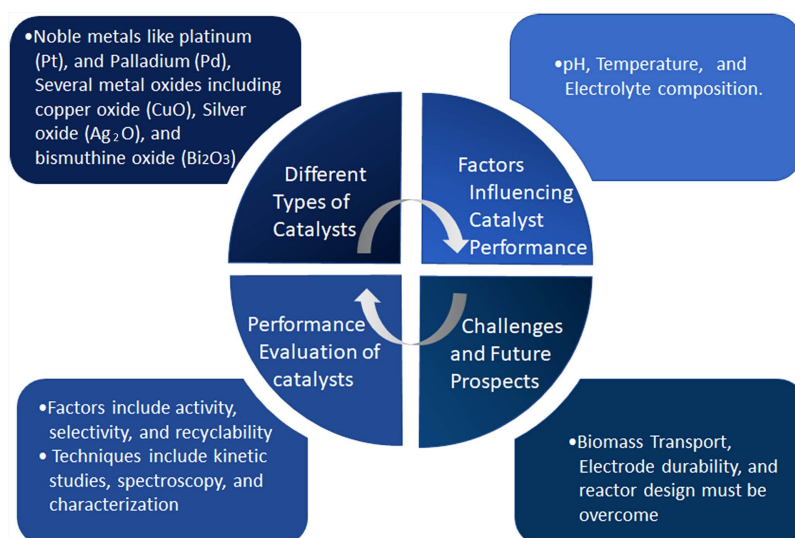 •Noble metals like platinum
(Pt), and Palladium (Pd),
Several metal oxides including
copper oxide (CuO), Silver
oxide (Ag₂O), and
bismuthine oxide (Bi2O3)
•pH, Temperature, and
Electrolyte composition.
Different
Types of
Catalysts
Factors
Influencing
Catalyst
Performance
Performance
Evaluation of
catalysts
Challenges
and Future
Prospects
•Factors include activity,
selectivity, and recyclability
• Techniques include kinetic
studies, spectroscopy, and
characterization
•Biomass Transport,
Electrode durability, and
reactor design must be
overcome